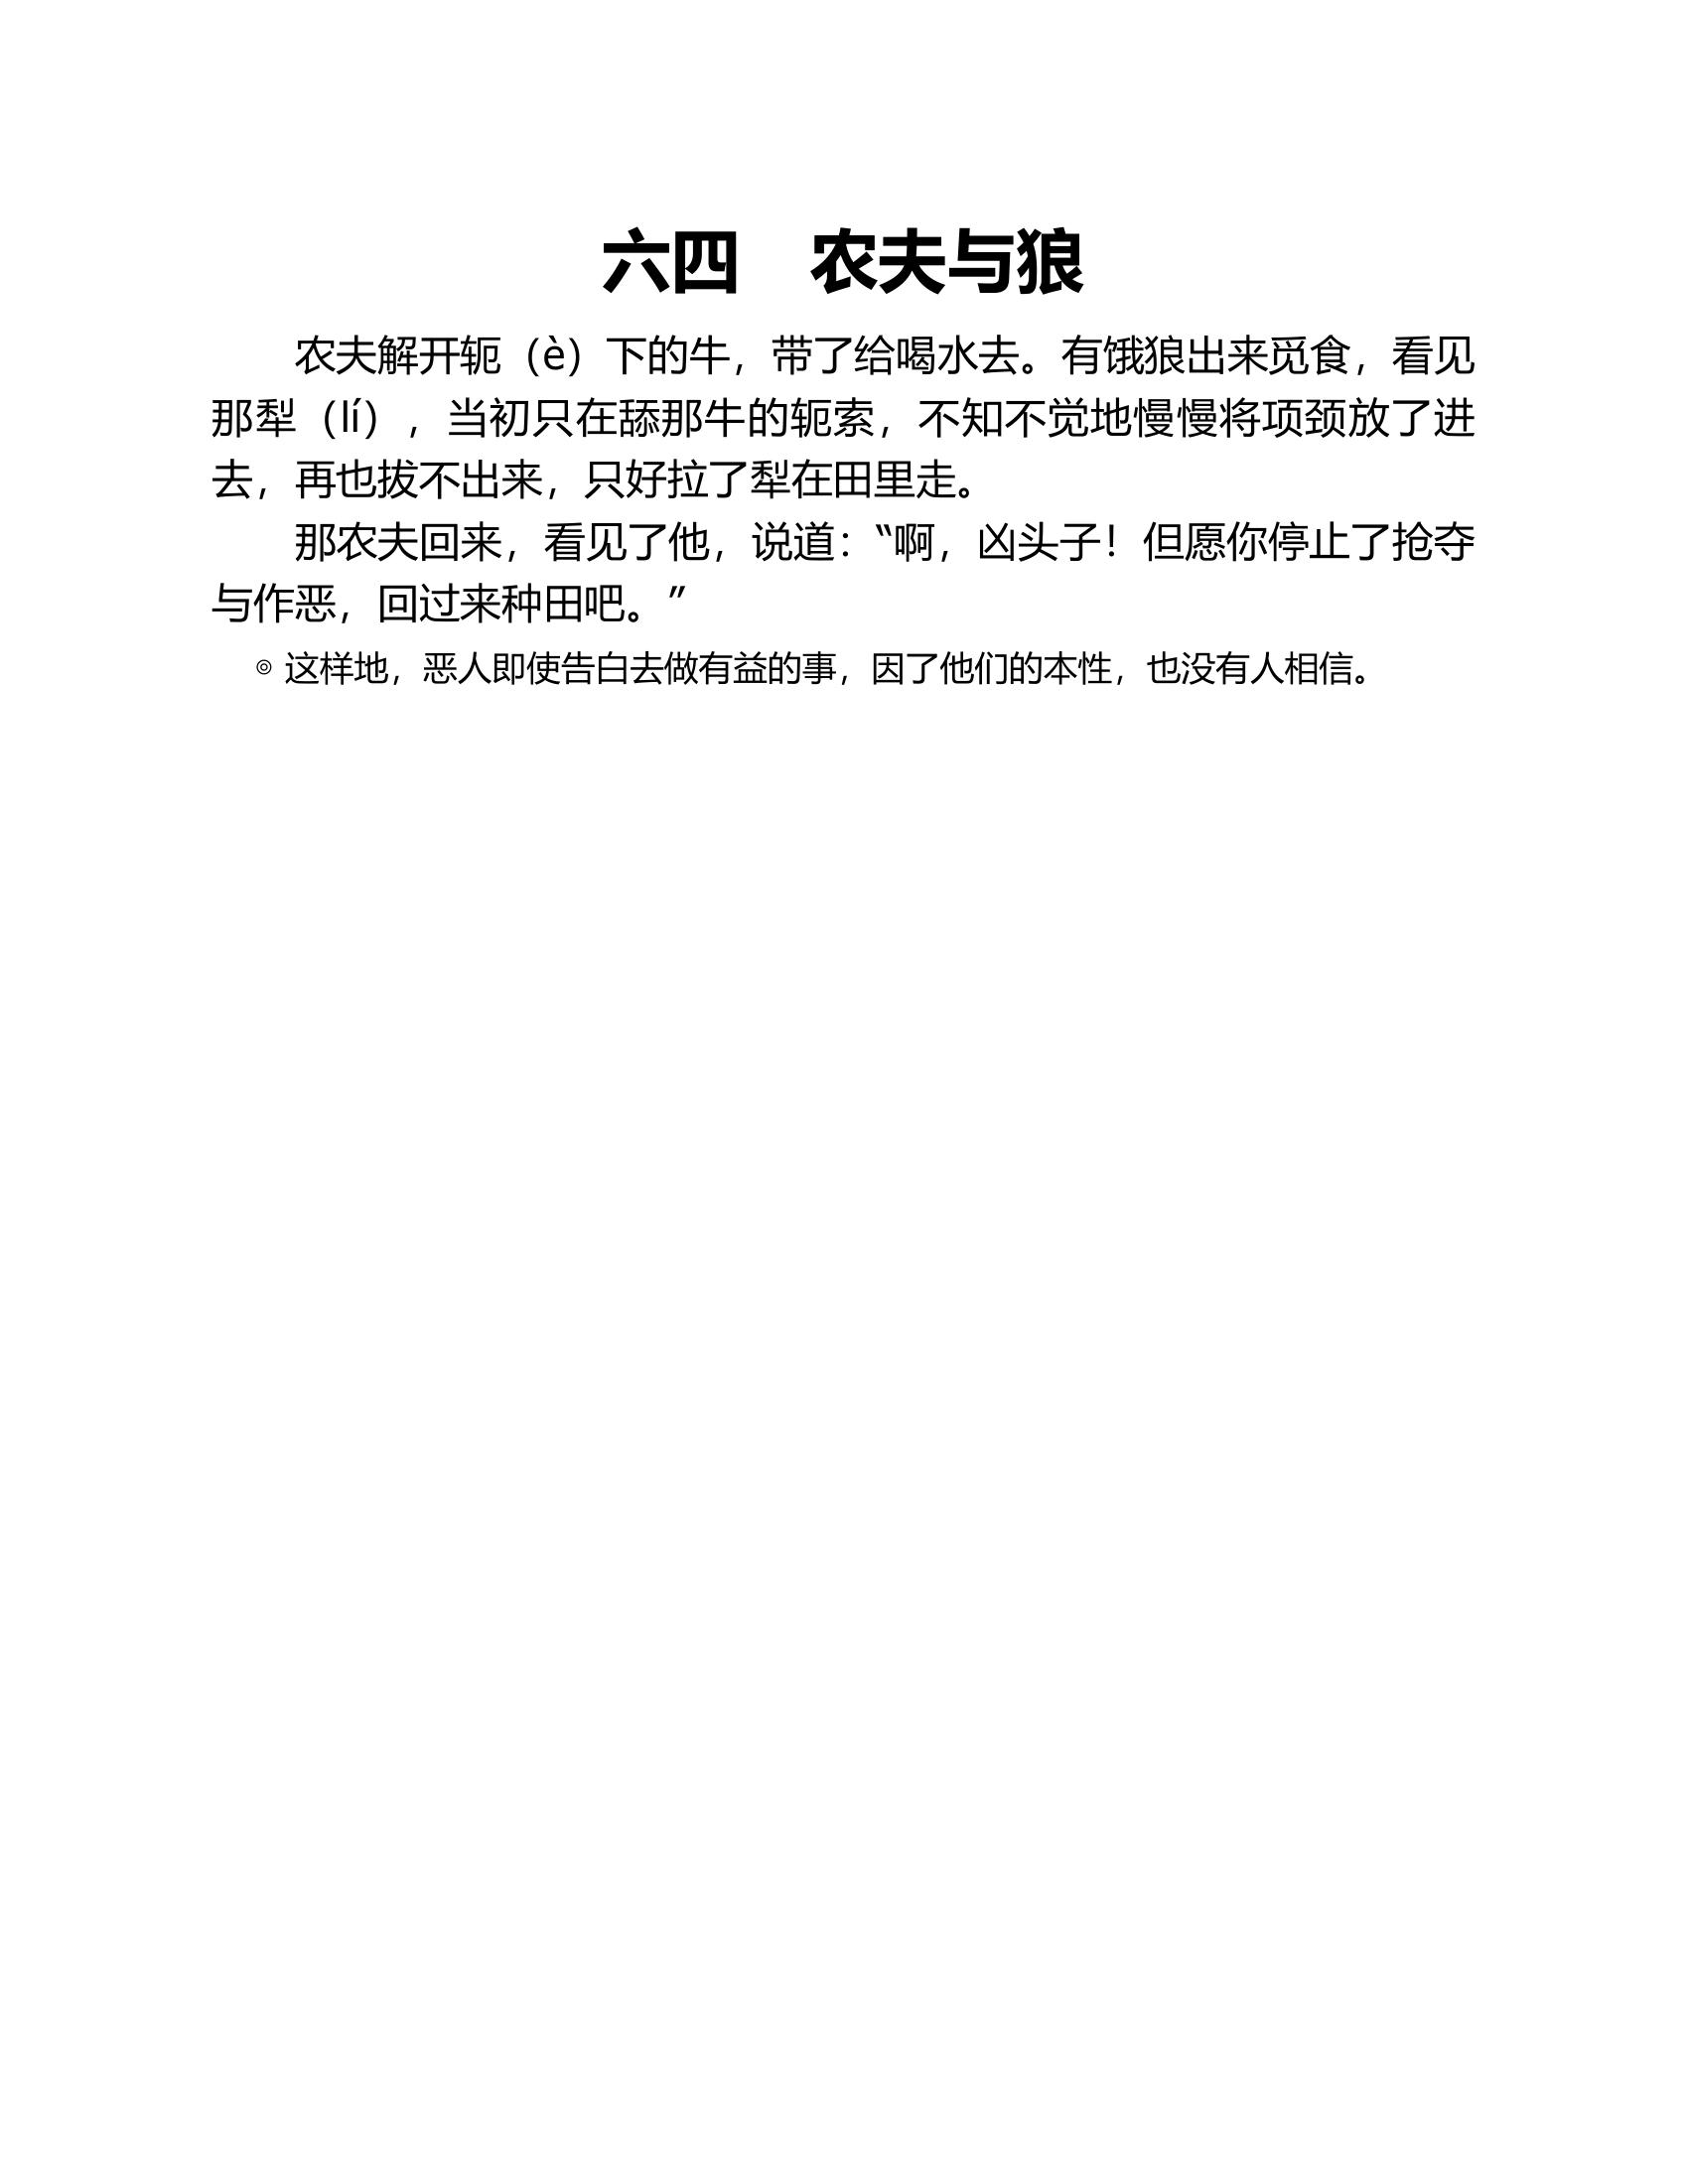 六四　农夫与狼
农夫解开轭（è）下的牛，带了给喝水去。有饿狼出来觅食，看见
那犁（lí），当初只在舔那牛的轭索，不知不觉地慢慢将项颈放了进
去，再也拔不出来，只好拉了犁在田里走。
那农夫回来，看见了他，说道：“啊，凶头子！但愿你停止了抢夺
与作恶，回过来种田吧。”
◎ 这样地，恶人即使告白去做有益的事，因了他们的本性，也没有人相信。